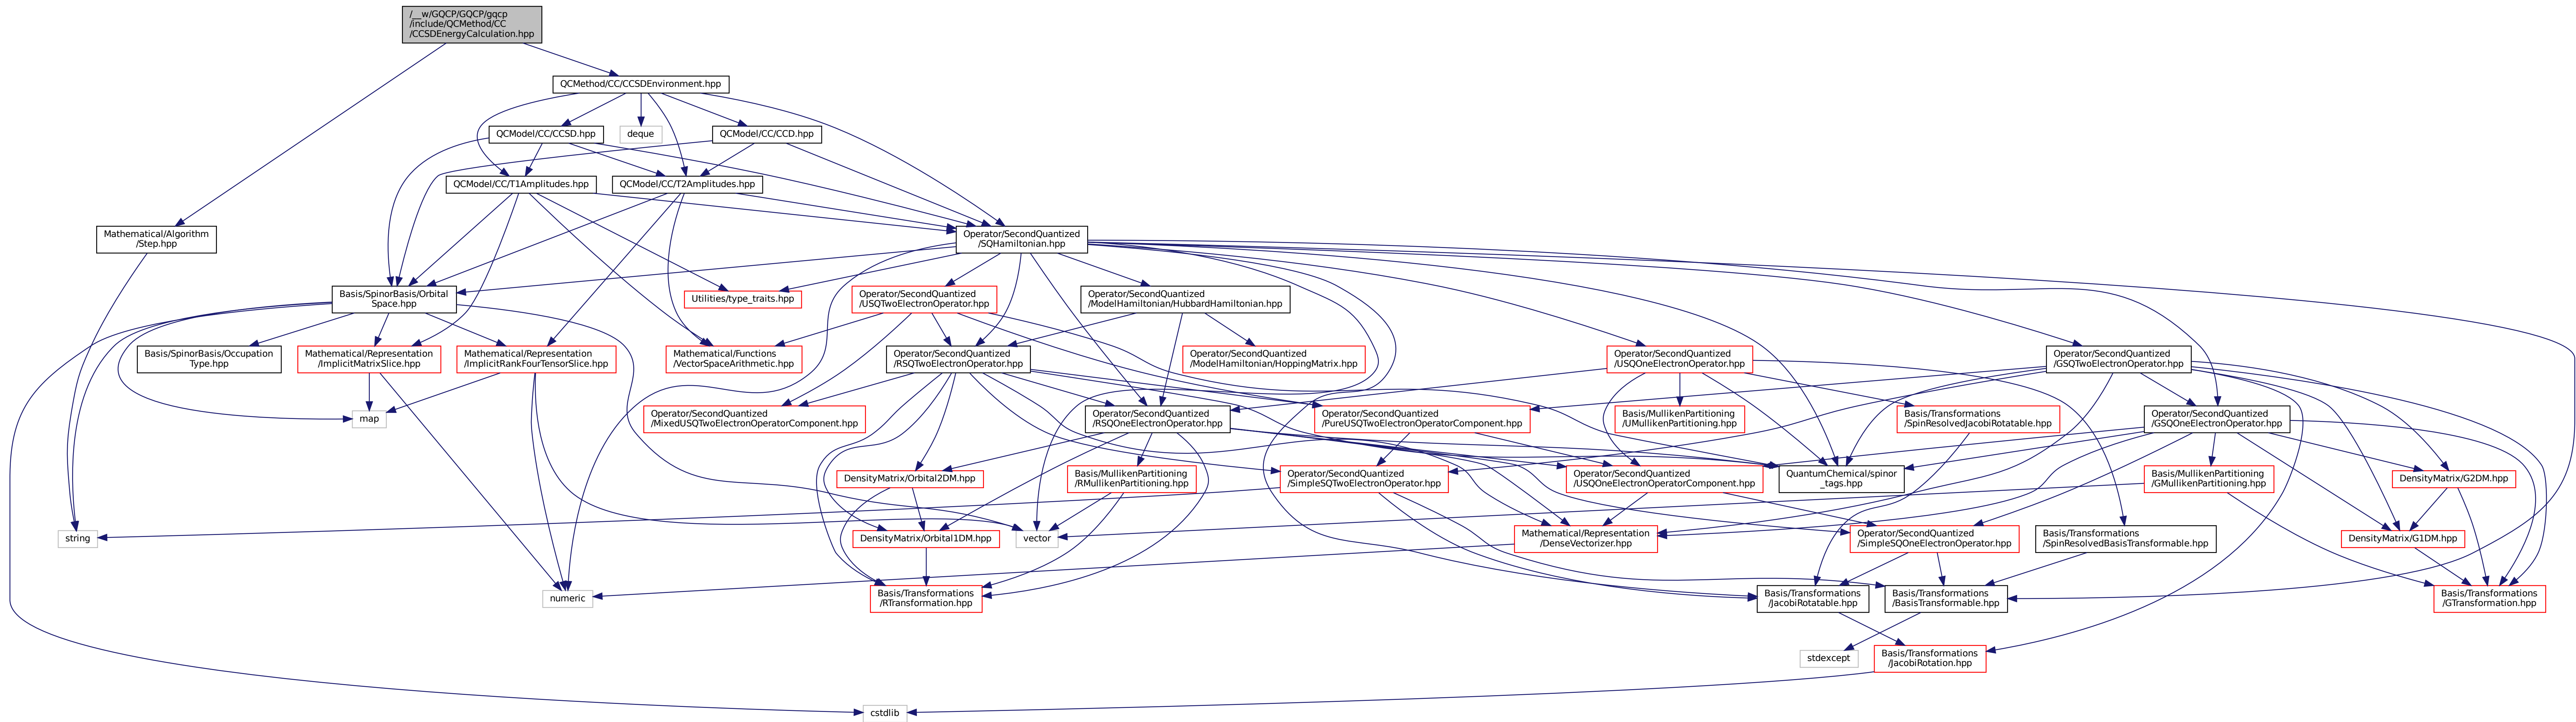 /__w/GQCP/GQCP/gqcp
/include/QCMethod/CC
/CCSDEnergyCalculation.hpp
QCMethod/CC/CCSDEnvironment.hpp
QCModel/CC/CCSD.hpp
deque
QCModel/CC/CCD.hpp
QCModel/CC/T1Amplitudes.hpp
QCModel/CC/T2Amplitudes.hpp
Mathematical/Algorithm
/Step.hpp
Operator/SecondQuantized
/SQHamiltonian.hpp
Basis/SpinorBasis/Orbital
Space.hpp
Utilities/type_traits.hpp
Operator/SecondQuantized
/USQTwoElectronOperator.hpp
Operator/SecondQuantized
/ModelHamiltonian/HubbardHamiltonian.hpp
Basis/SpinorBasis/Occupation
Type.hpp
Mathematical/Representation
/ImplicitMatrixSlice.hpp
Mathematical/Representation
/ImplicitRankFourTensorSlice.hpp
Mathematical/Functions
/VectorSpaceArithmetic.hpp
Operator/SecondQuantized
/RSQTwoElectronOperator.hpp
Operator/SecondQuantized
/ModelHamiltonian/HoppingMatrix.hpp
Operator/SecondQuantized
/USQOneElectronOperator.hpp
Operator/SecondQuantized
/GSQTwoElectronOperator.hpp
map
Operator/SecondQuantized
/MixedUSQTwoElectronOperatorComponent.hpp
Operator/SecondQuantized
/RSQOneElectronOperator.hpp
Operator/SecondQuantized
/PureUSQTwoElectronOperatorComponent.hpp
Basis/MullikenPartitioning
/UMullikenPartitioning.hpp
Basis/Transformations
/SpinResolvedJacobiRotatable.hpp
Operator/SecondQuantized
/GSQOneElectronOperator.hpp
DensityMatrix/Orbital2DM.hpp
Basis/MullikenPartitioning
/RMullikenPartitioning.hpp
Operator/SecondQuantized
/SimpleSQTwoElectronOperator.hpp
Operator/SecondQuantized
/USQOneElectronOperatorComponent.hpp
QuantumChemical/spinor
_tags.hpp
Basis/MullikenPartitioning
/GMullikenPartitioning.hpp
DensityMatrix/G2DM.hpp
string
DensityMatrix/Orbital1DM.hpp
vector
Mathematical/Representation
/DenseVectorizer.hpp
Operator/SecondQuantized
/SimpleSQOneElectronOperator.hpp
Basis/Transformations
/SpinResolvedBasisTransformable.hpp
DensityMatrix/G1DM.hpp
numeric
Basis/Transformations
/RTransformation.hpp
Basis/Transformations
/JacobiRotatable.hpp
Basis/Transformations
/BasisTransformable.hpp
Basis/Transformations
/GTransformation.hpp
stdexcept
Basis/Transformations
/JacobiRotation.hpp
cstdlib